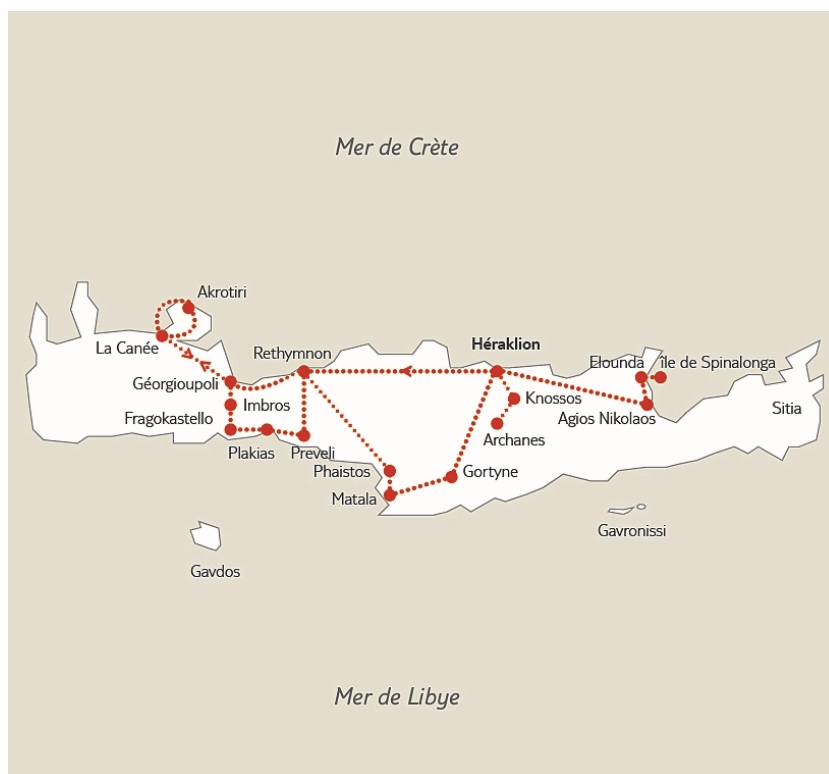 Mer de Crète
Akrotiri
La Canée
Rethymnon
Héraklion
Elounda
île de Spinalonga
Géorgioupoli
Imbros
Knossos
Agios Nikolaos
Sitia
Fragokastello
Archanes
Plakias
Preveli
Phaistos
Gortyne
Matala
Gavronissi
Gavdos
Mer de Libye